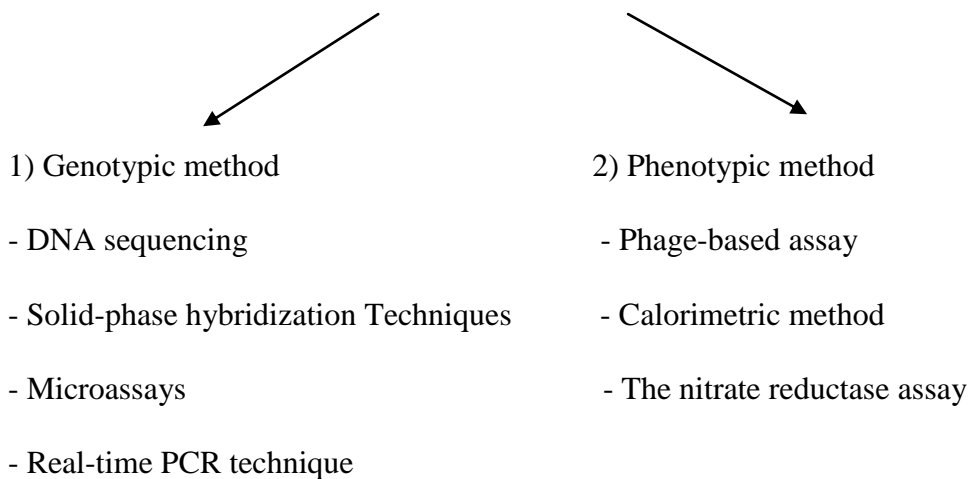 1) Genotypic method
- DNA sequencing
- Solid-phase hybridization Techniques
- Microassays
- Real-time PCR technique
2) Phenotypic method
- Phage-based assay
- Calorimetric method
- The nitrate reductase assay